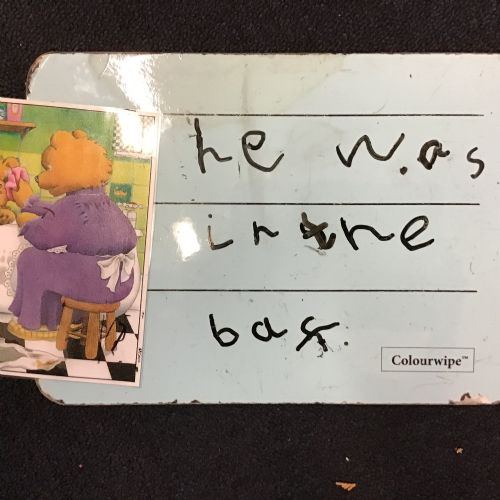 he was
in the
bag.
Colourwipe™